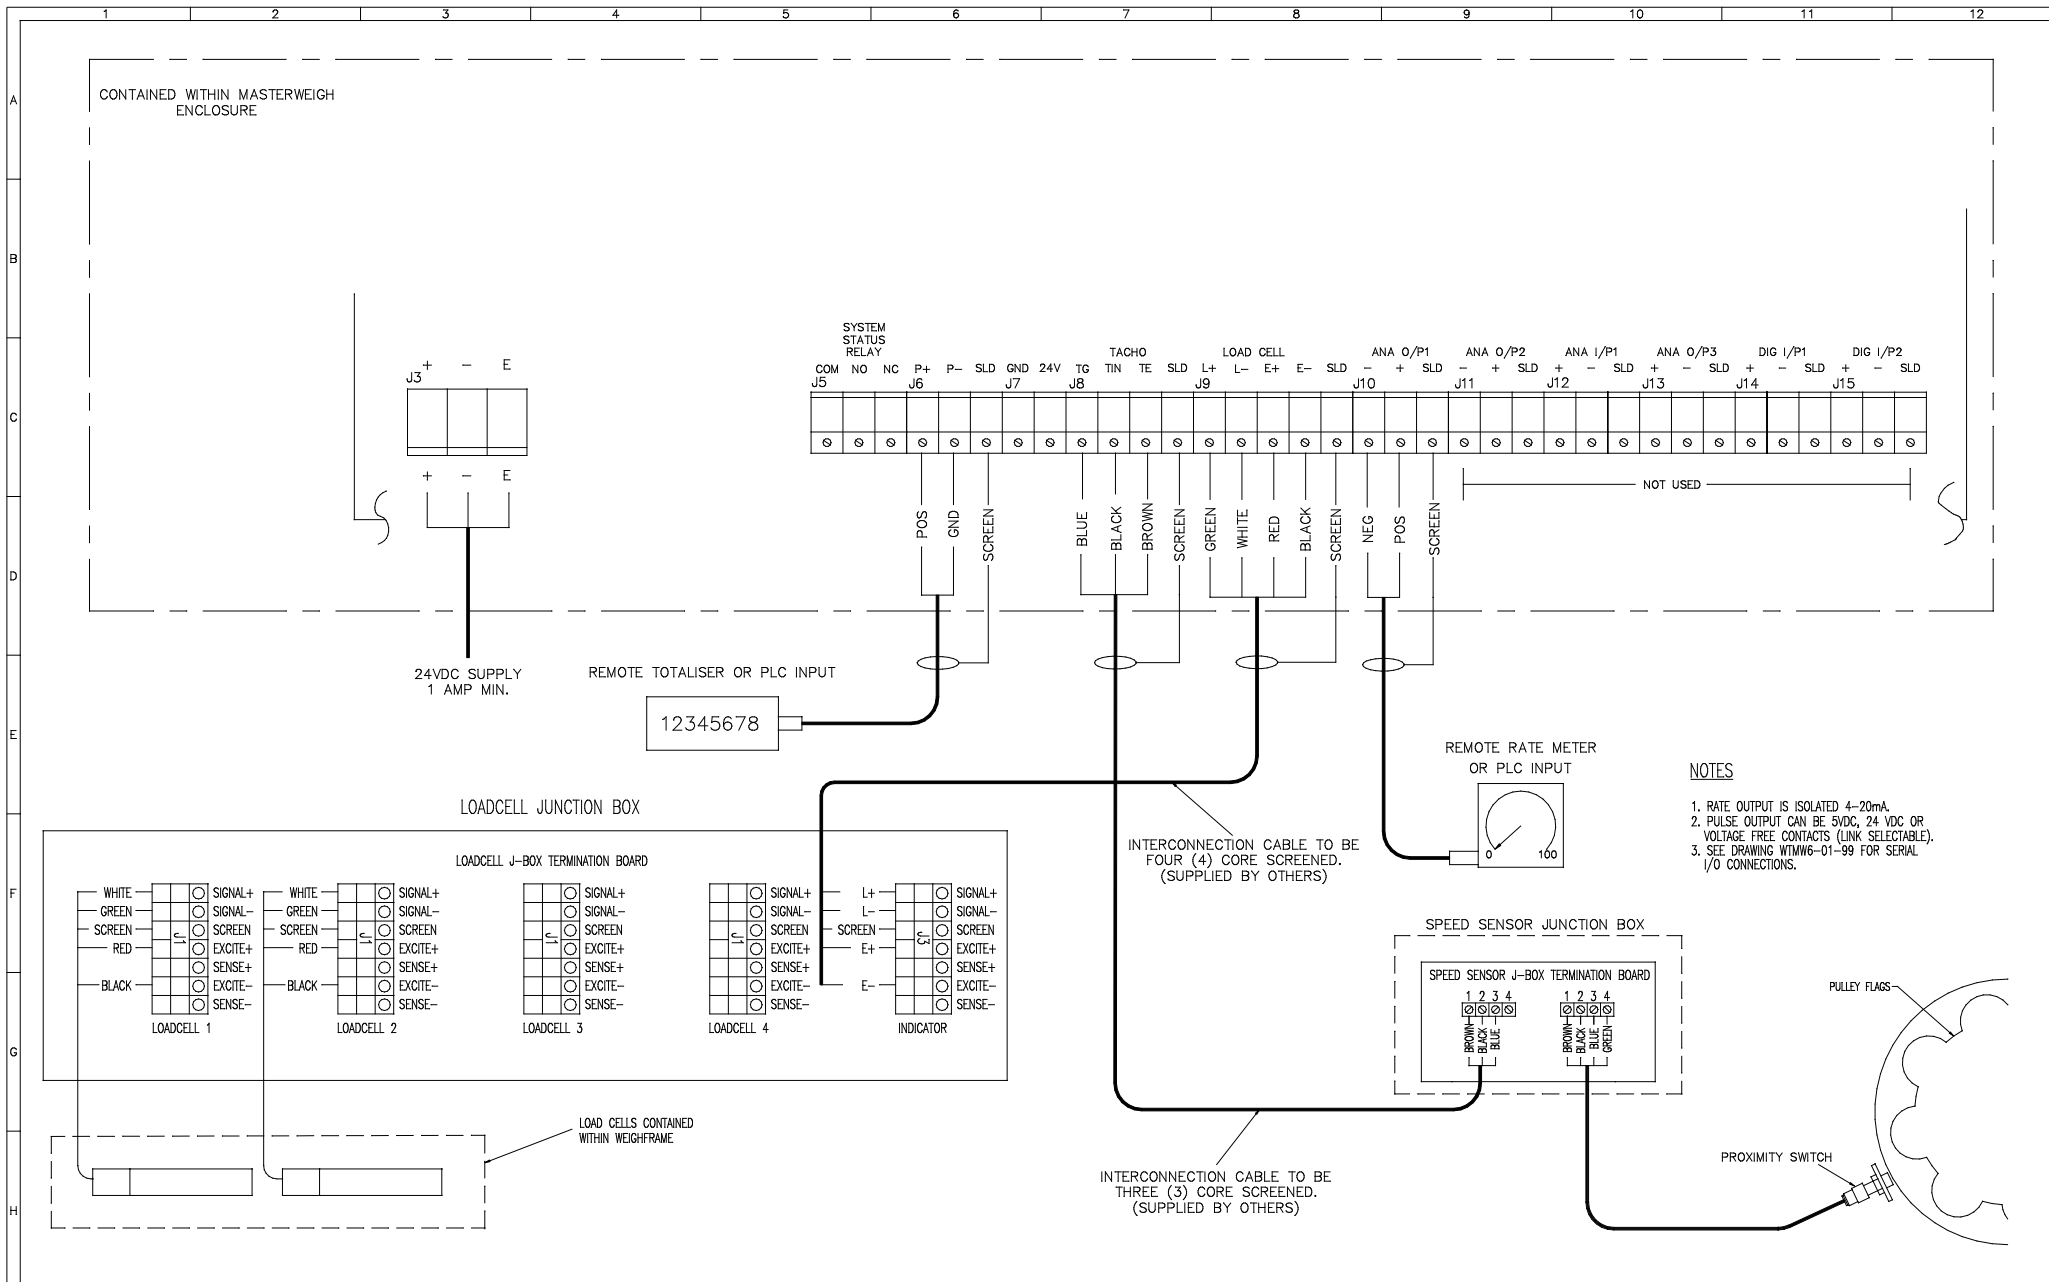 1 2 3 4 5 6 7 8 9 10 11 12
A
B
C
D
E
F
G
H
CONTAINED WITHIN MASTERWEIGH
ENCLOSURE
+ − E
J3
+ − E
24VDC SUPPLY
1 AMP MIN.
SYSTEM
STATUS
RELAY
TACHO
LOAD CELL
ANA O/P1
ANA O/P2
ANA I/P1
ANA O/P3
DIG I/P1
DIG I/P2
COM NO NC P+ P− SLD GND 24V TG TIN TE SLD L+ L− E+ E− SLD − + SLD − + SLD + − SLD + − SLD + − SLD + − SLD
J5 J6 J7 J8 J9 J10 J11 J12 J13 J14 J15
NOT USED
POS
GND
SCREEN
BLUE
BLACK
BROWN
SCREEN
GREEN
WHITE
RED
BLACK
SCREEN
NEG
POS
SCREEN
REMOTE TOTALISER OR PLC INPUT
12345678
REMOTE RATE METER
OR PLC INPUT
0 100
NOTES
1. RATE OUTPUT IS ISOLATED 4−20mA.
2. PULSE OUTPUT CAN BE 5VDC, 24 VDC OR
VOLTAGE FREE CONTACTS (LINK SELECTABLE).
3. SEE DRAWING WTMW6−01−99 FOR SERIAL
I/O CONNECTIONS.
INTERCONNECTION CABLE TO BE
FOUR (4) CORE SCREENED.
(SUPPLIED BY OTHERS)
LOADCELL JUNCTION BOX
LOADCELL J−BOX TERMINATION BOARD
WHITE
GREEN
SCREEN
RED
BLACK
J1
SIGNAL+
SIGNAL−
SCREEN
EXCITE+
SENSE+
EXCITE−
SENSE−
LOADCELL 1
WHITE
GREEN
SCREEN
RED
BLACK
J1
SIGNAL+
SIGNAL−
SCREEN
EXCITE+
SENSE+
EXCITE−
SENSE−
LOADCELL 2
J1
SIGNAL+
SIGNAL−
SCREEN
EXCITE+
SENSE+
EXCITE−
SENSE−
LOADCELL 3
J1
SIGNAL+
SIGNAL−
SCREEN
EXCITE+
SENSE+
EXCITE−
SENSE−
LOADCELL 4
L+
L−
SCREEN
E+
E−
J3
SIGNAL+
SIGNAL−
SCREEN
EXCITE+
SENSE+
EXCITE−
SENSE−
INDICATOR
SPEED SENSOR JUNCTION BOX
SPEED SENSOR J−BOX TERMINATION BOARD
1 2 3 4
BROWN
BLACK
BLUE
1 2 3 4
BROWN
BLACK
BLUE
GREEN
PULLEY FLAGS
PROXIMITY SWITCH
LOAD CELLS CONTAINED
WITHIN WEIGHFRAME
INTERCONNECTION CABLE TO BE
THREE (3) CORE SCREENED.
(SUPPLIED BY OTHERS)